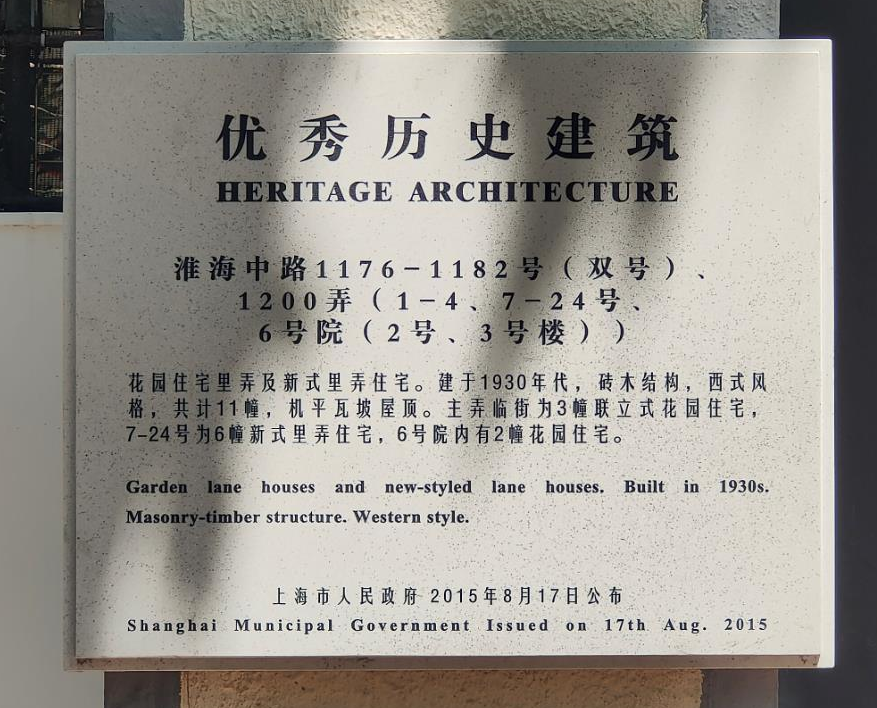 优秀历史建筑
HERITAGE ARCHITECTURE
淮海中路1176-1182号（双号）、
1200弄（1-4、7-24号、
6号院（2号、3号楼））
花园住宅里弄及新式里弄住宅。建于1930年代，砖木结构，西式风
格，共计11幢，机平瓦坡屋顶。主弄临街为3幢联立式花园住宅，
7-24号为6幢新式里弄住宅，6号院内有2幢花园住宅。
Garden lane houses and new-styled lane houses. Built in 1930s.
Masonry-timber structure. Western style.
上海市人民政府 2015年8月17日公布
Shanghai Municipal Government Issued on 17th Aug. 2015